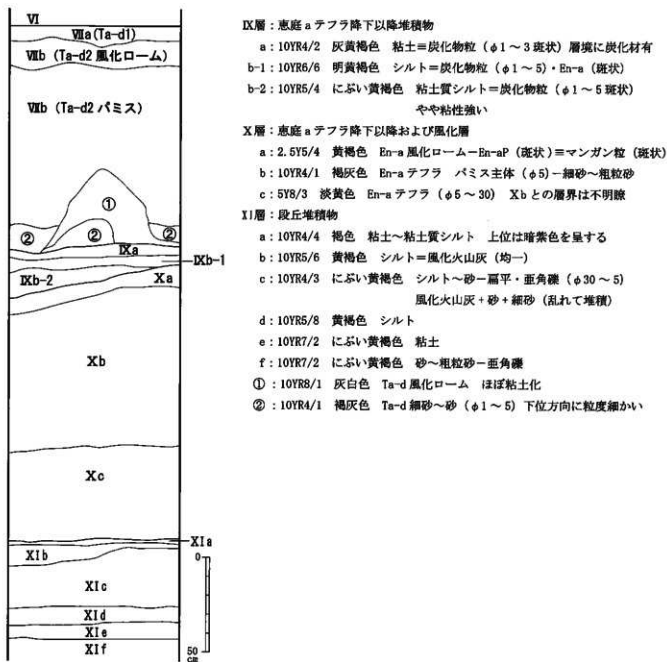 VI
VIIa (Ta-d1)
VIIb (Ta-d2 風化ローム)
VIIb (Ta-d2 パミス)
①
②
②
②
IXa
IXb-1
IXb-2
Xa
Xb
Xc
XIa
XIb
XIc
XId
XIe
XIf
0
50
cm
IX層：恵庭 a テフラ降下以降堆積物
a：10YR4/2 灰黄褐色 粘土≡炭化物粒（φ1～3斑状）層境に炭化材有
b-1：10YR6/6 明黄褐色 シルト＝炭化物粒（φ1～5）・En-a（斑状）
b-2：10YR5/4 にぶい黄褐色 粘土質シルト＝炭化物粒（φ1～5斑状）
やや粘性強い
X層：恵庭 a テフラ降下以降および風化層
a：2.5Y5/4 黄褐色 En-a 風化ローム－En-aP（斑状）≡マンガン粒（斑状）
b：10YR4/1 褐灰色 En-a テフラ パミス主体（φ5）－細砂～粗粒砂
c：5Y8/3 淡黄色 En-a テフラ（φ5～30） Xbとの層界は不明瞭
XI層：段丘堆積物
a：10YR4/4 褐色 粘土～粘土質シルト 上位は暗紫色を呈する
b：10YR5/6 黄褐色 シルト＝風化火山灰（均一）
c：10YR4/3 にぶい黄褐色 シルト～砂－扁平・亜角礫（φ30～5）
風化火山灰＋砂＋細砂（乱れて堆積）
d：10YR5/8 黄褐色 シルト
e：10YR7/2 にぶい黄褐色 粘土
f：10YR7/2 にぶい黄褐色 砂～粗粒砂－亜角礫
①：10YR8/1 灰白色 Ta-d 風化ローム ほぼ粘土化
②：10YR4/1 褐灰色 Ta-d 細砂～砂（φ1～5）下位方向に粒度細かい